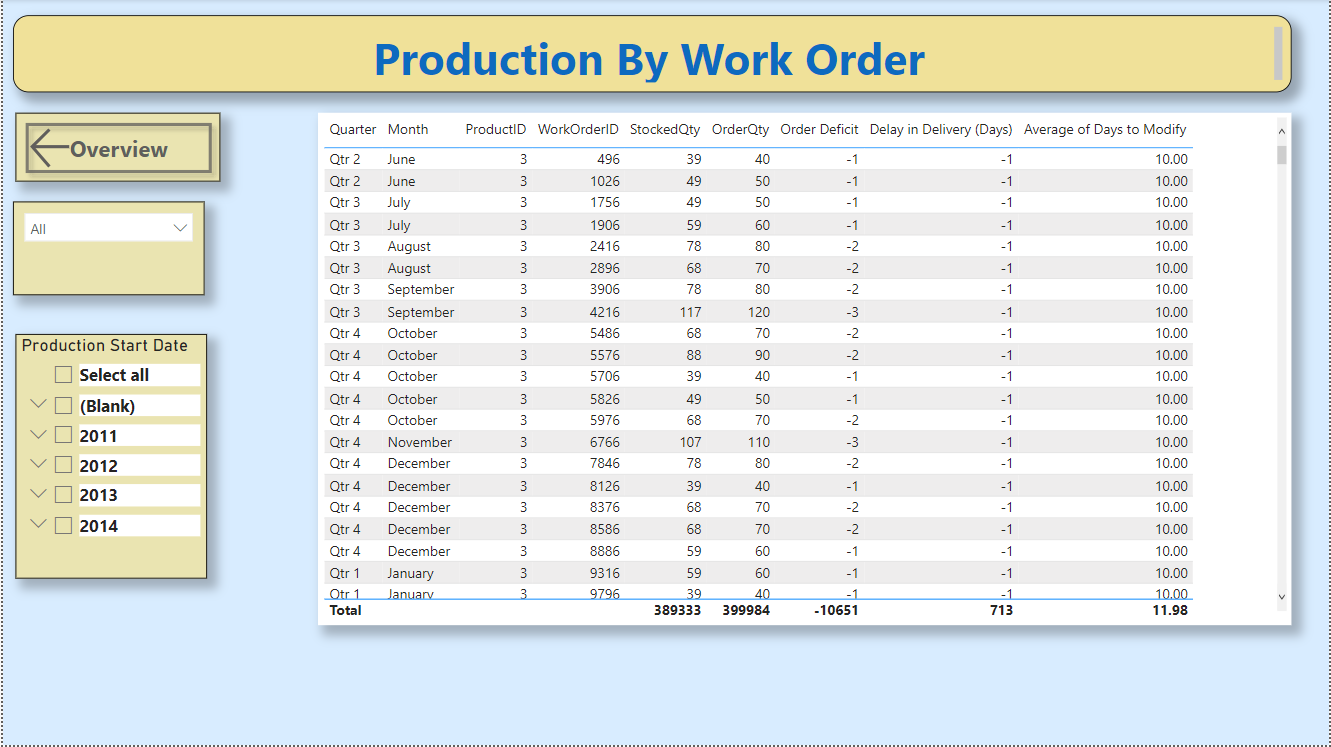 Production By Work Order
Overview
All
Production Start Date
Select all
(Blank)
2011
2012
2013
2014
Quarter Month ProductID WorkOrderID StockedQty OrderQty Order Deficit Delay in Delivery (Days) Average of Days to Modify
Qtr 2 June 3 496 39 40 -1 -1 10.00
Qtr 2 June 3 1026 49 50 -1 -1 10.00
Qtr 3 July 3 1756 49 50 -1 -1 10.00
Qtr 3 July 3 1906 59 60 -1 -1 10.00
Qtr 3 August 3 2416 78 80 -2 -1 10.00
Qtr 3 August 3 2896 68 70 -2 -1 10.00
Qtr 3 September 3 3906 78 80 -2 -1 10.00
Qtr 3 September 3 4216 117 120 -3 -1 10.00
Qtr 4 October 3 5486 68 70 -2 -1 10.00
Qtr 4 October 3 5576 88 90 -2 -1 10.00
Qtr 4 October 3 5706 39 40 -1 -1 10.00
Qtr 4 October 3 5826 49 50 -1 -1 10.00
Qtr 4 October 3 5976 68 70 -2 -1 10.00
Qtr 4 November 3 6766 107 110 -3 -1 10.00
Qtr 4 December 3 7846 78 80 -2 -1 10.00
Qtr 4 December 3 8126 39 40 -1 -1 10.00
Qtr 4 December 3 8376 68 70 -2 -1 10.00
Qtr 4 December 3 8586 68 70 -2 -1 10.00
Qtr 4 December 3 8886 59 60 -1 -1 10.00
Qtr 1 January 3 9316 59 60 -1 -1 10.00
Qtr 1 January 3 9796 39 40 -1 -1 10.00
Total 389333 399984 -10651 713 11.98